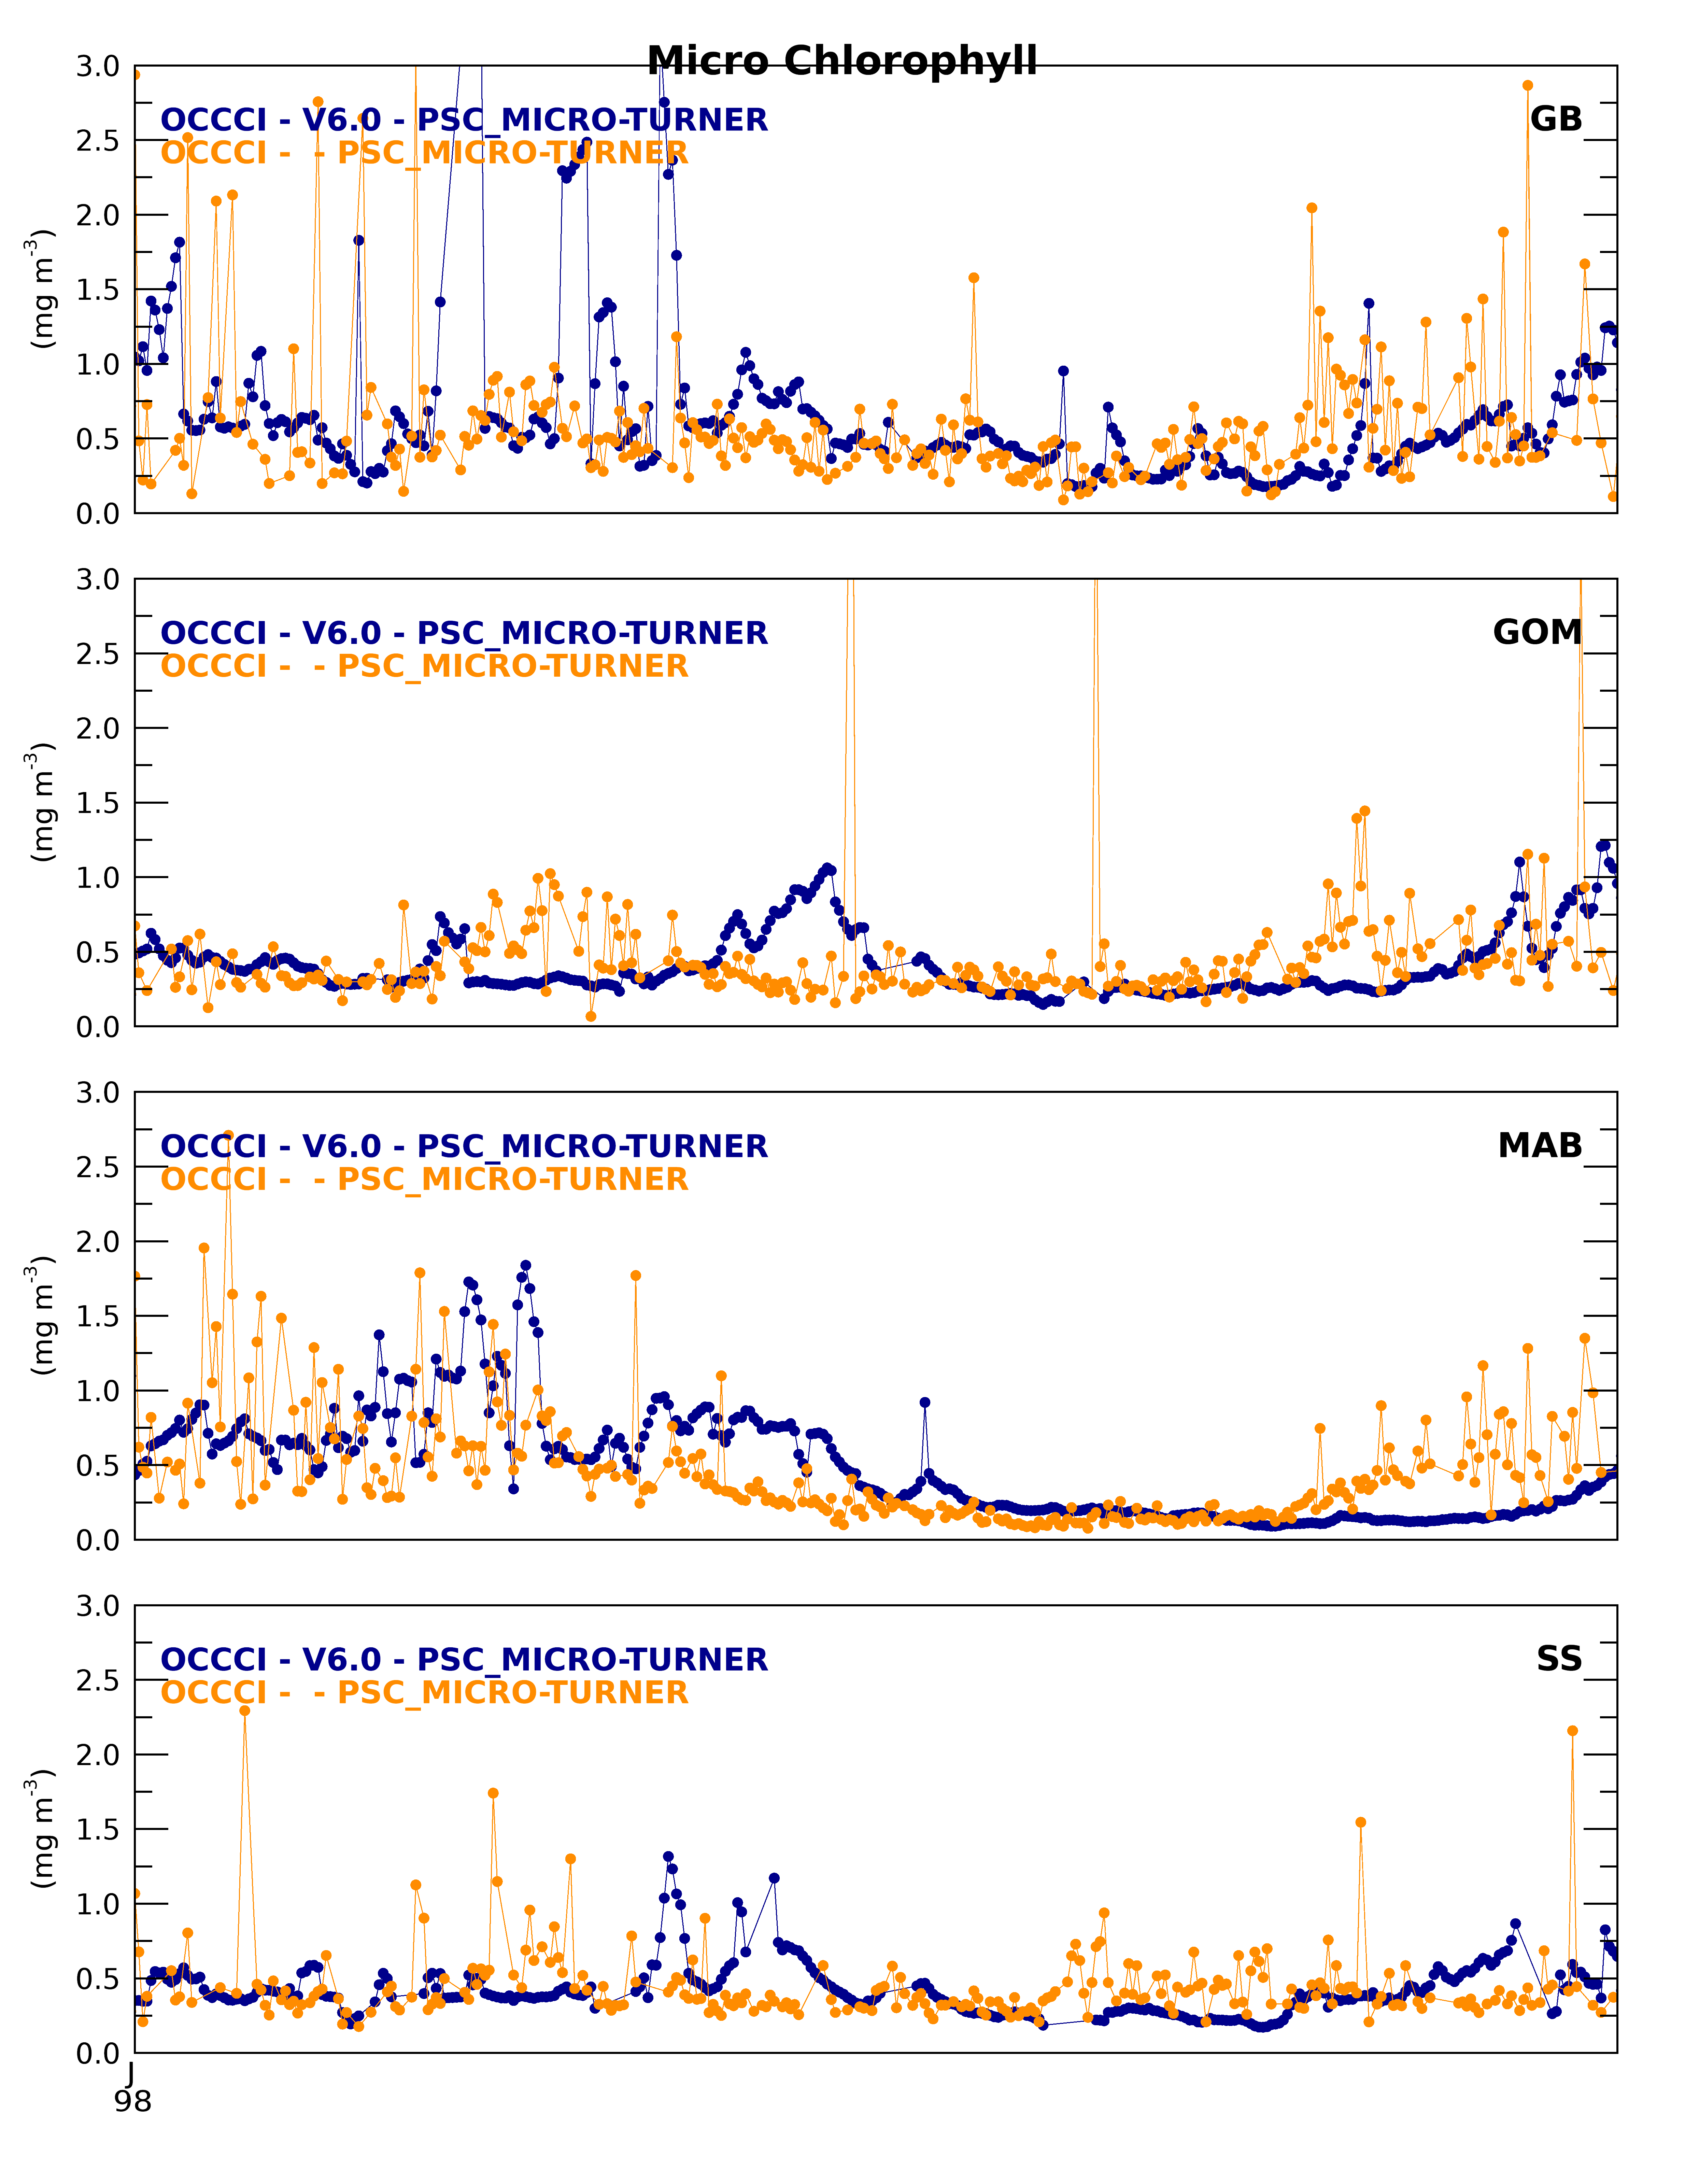 Micro Chlorophyll
3.0
2.5
2.0
1.5
1.0
0.5
0.0
(mg m-3)
OCCCI - V6.0 - PSC_MICRO-TURNER
OCCCI -  - PSC_MICRO-TURNER
GB
3.0
2.5
2.0
1.5
1.0
0.5
0.0
(mg m-3)
OCCCI - V6.0 - PSC_MICRO-TURNER
OCCCI -  - PSC_MICRO-TURNER
GOM
3.0
2.5
2.0
1.5
1.0
0.5
0.0
(mg m-3)
OCCCI - V6.0 - PSC_MICRO-TURNER
OCCCI -  - PSC_MICRO-TURNER
MAB
3.0
2.5
2.0
1.5
1.0
0.5
0.0
(mg m-3)
OCCCI - V6.0 - PSC_MICRO-TURNER
OCCCI -  - PSC_MICRO-TURNER
SS
J
98